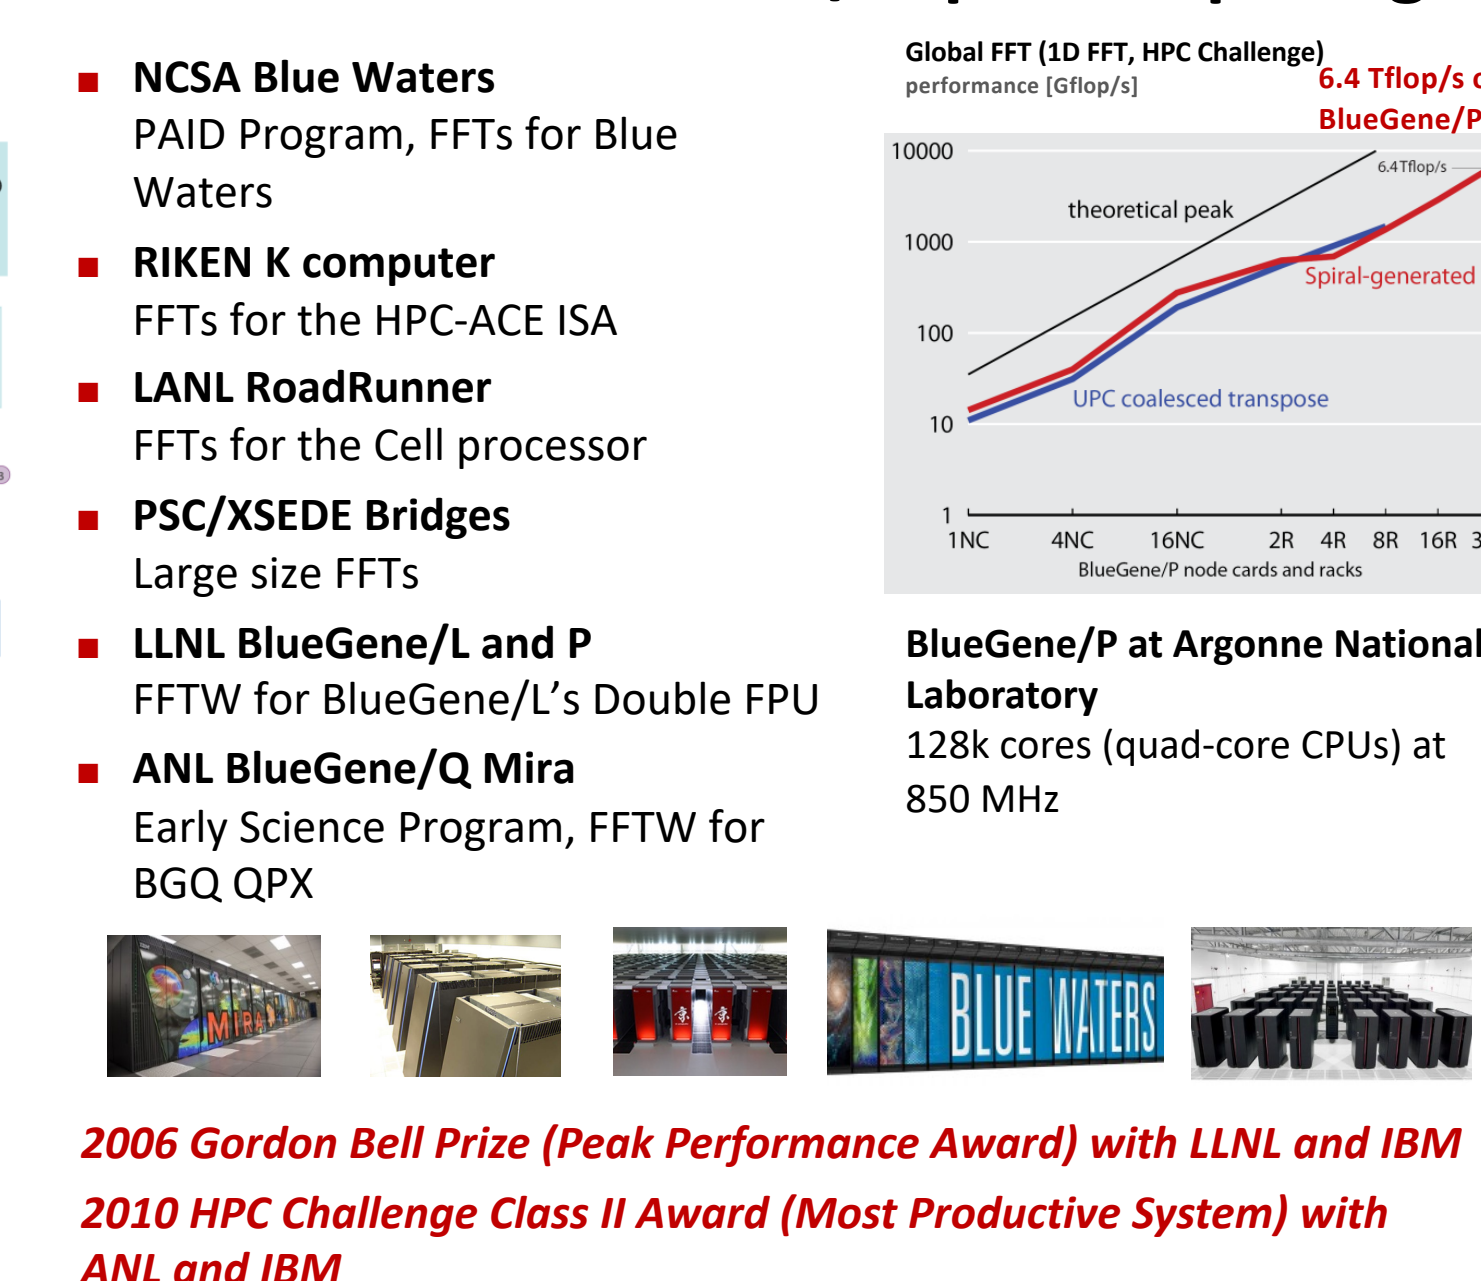 NCSA Blue Waters
PAID Program, FFTs for Blue
Waters
RIKEN K computer
FFTs for the HPC-ACE ISA
LANL RoadRunner
FFTs for the Cell processor
PSC/XSEDE Bridges
Large size FFTs
LLNL BlueGene/L and P
FFTW for BlueGene/L’s Double FPU
ANL BlueGene/Q Mira
Early Science Program, FFTW for
BGQ QPX
Global FFT (1D FFT, HPC Challenge)
performance [Gflop/s]
6.4 Tflop/s
BlueGene/P
10000
6.4 Tflop/s
theoretical peak
1000
Spiral-generated
100
UPC coalesced transpose
10
1
1NC 4NC 16NC 2R 4R 8R 16R
BlueGene/P node cards and racks
BlueGene/P at Argonne National
Laboratory
128k cores (quad-core CPUs) at
850 MHz
MIRA
京 京
BLUE WATERS
2006 Gordon Bell Prize (Peak Performance Award) with LLNL and IBM
2010 HPC Challenge Class II Award (Most Productive System) with
ANL and IBM